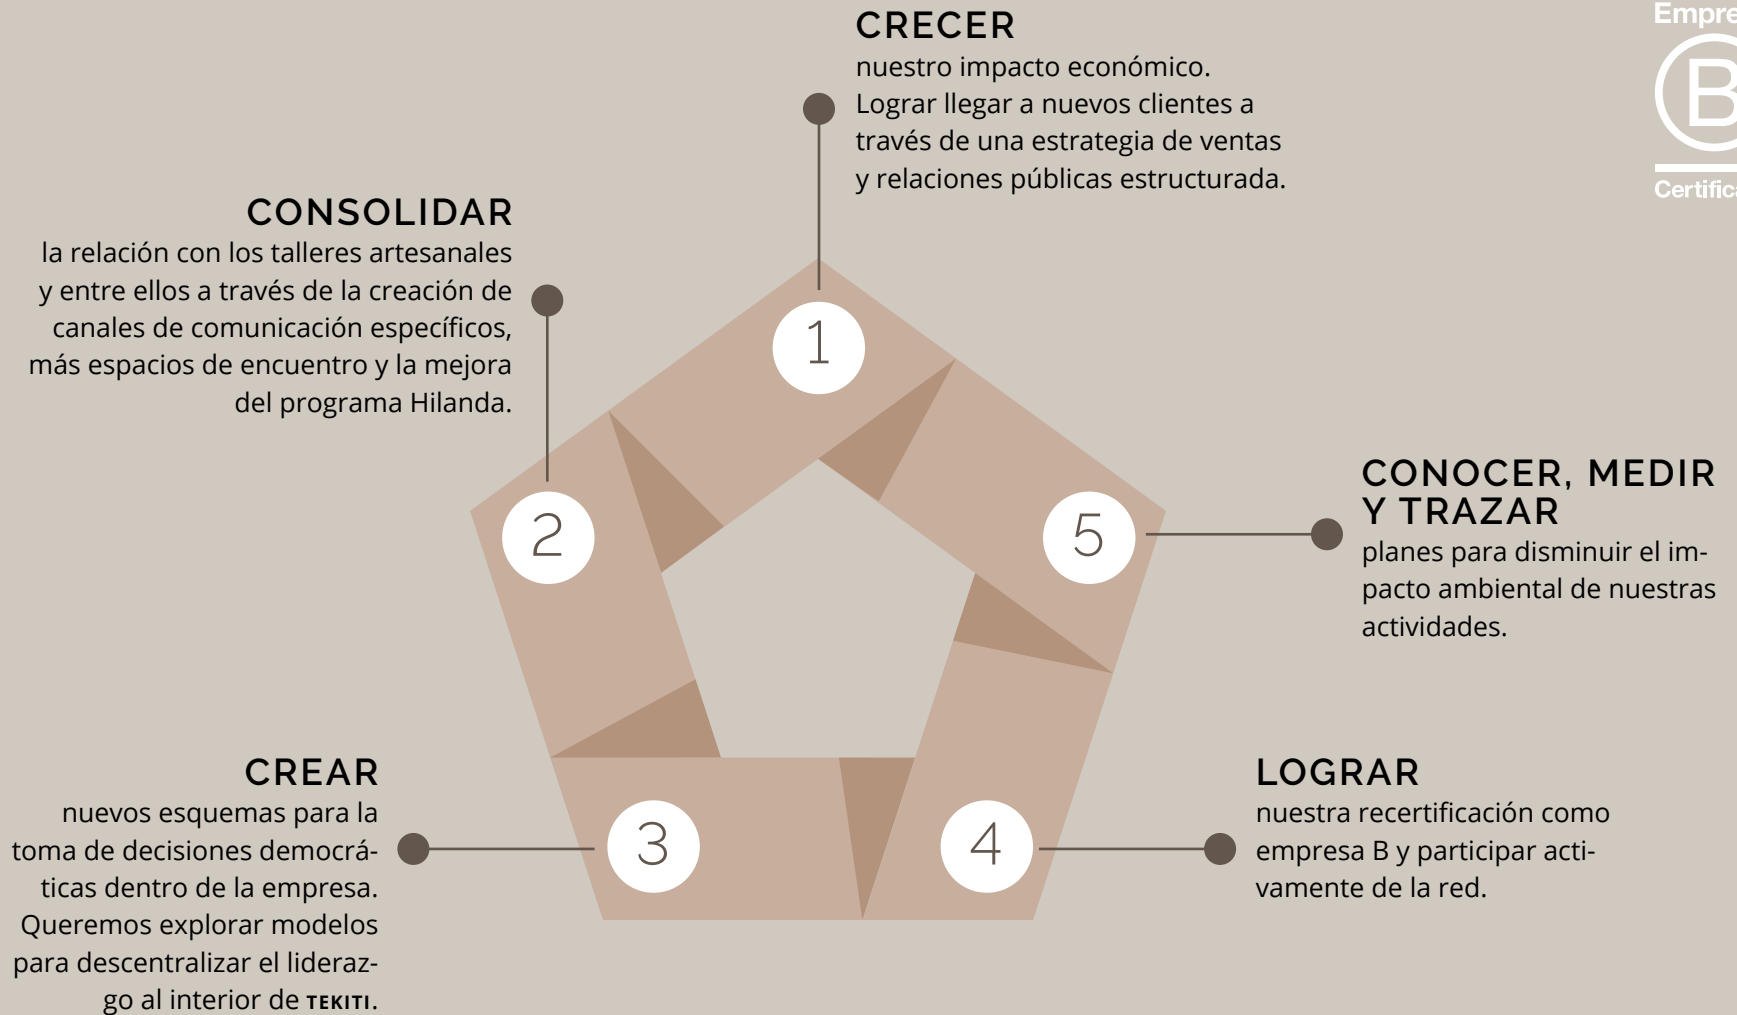 CRECER
nuestro impacto económico.
Lograr llegar a nuevos clientes a
través de una estrategia de ventas
y relaciones públicas estructurada.
Empre
B
Certifica
CONSOLIDAR
la relación con los talleres artesanales
y entre ellos a través de la creación de
canales de comunicación específicos,
más espacios de encuentro y la mejora
del programa Hilanda.
1
2
5
CONOCER, MEDIR
Y TRAZAR
planes para disminuir el im-
pacto ambiental de nuestras
actividades.
CREAR
nuevos esquemas para la
toma de decisiones democrá-
ticas dentro de la empresa.
Queremos explorar modelos
para descentralizar el lideraz-
go al interior de TEKITI.
3
4
LOGRAR
nuestra recertificación como
empresa B y participar acti-
vamente de la red.